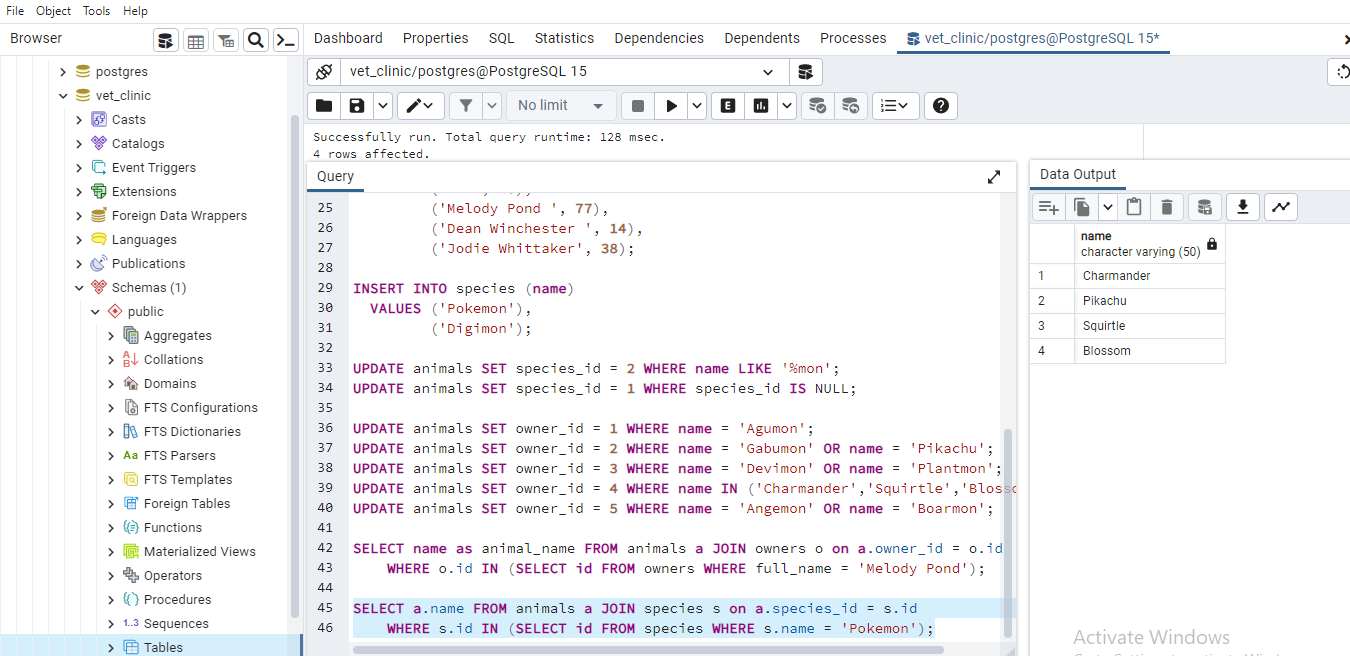 File Object Tools Help
Browser
Dashboard Properties SQL Statistics Dependencies Dependents Processes vet_clinic/postgres@PostgreSQL 15*
postgres
vet_clinic
Casts
Catalogs
Event Triggers
Extensions
Foreign Data Wrappers
Languages
Publications
Schemas (1)
public
Aggregates
Collations
Domains
FTS Configurations
FTS Dictionaries
Aa FTS Parsers
FTS Templates
Foreign Tables
Functions
Materialized Views
Operators
Procedures
1..3 Sequences
Tables
vet_clinic/postgres@PostgreSQL 15
No limit
E
Successfully run. Total query runtime: 128 msec.
4 rows affected.
Query
25 ('Melody Pond ', 77),
26 ('Dean Winchester ', 14),
27 ('Jodie Whittaker', 38);
28
29 INSERT INTO species (name)
30 VALUES ('Pokemon'),
31 ('Digimon');
32
33 UPDATE animals SET species_id = 2 WHERE name LIKE '%mon';
34 UPDATE animals SET species_id = 1 WHERE species_id IS NULL;
35
36 UPDATE animals SET owner_id = 1 WHERE name = 'Agumon';
37 UPDATE animals SET owner_id = 2 WHERE name = 'Gabumon' OR name = 'Pikachu';
38 UPDATE animals SET owner_id = 3 WHERE name = 'Devimon' OR name = 'Plantmon';
39 UPDATE animals SET owner_id = 4 WHERE name IN ('Charmander','Squirtle','Blosso
40 UPDATE animals SET owner_id = 5 WHERE name = 'Angemon' OR name = 'Boarmon';
41
42 SELECT name as animal_name FROM animals a JOIN owners o on a.owner_id = o.id
43 WHERE o.id IN (SELECT id FROM owners WHERE full_name = 'Melody Pond');
44
45 SELECT a.name FROM animals a JOIN species s on a.species_id = s.id
46 WHERE s.id IN (SELECT id FROM species WHERE s.name = 'Pokemon');
Data Output
name
character varying (50)
1 Charmander
2 Pikachu
3 Squirtle
4 Blossom
Activate Windows